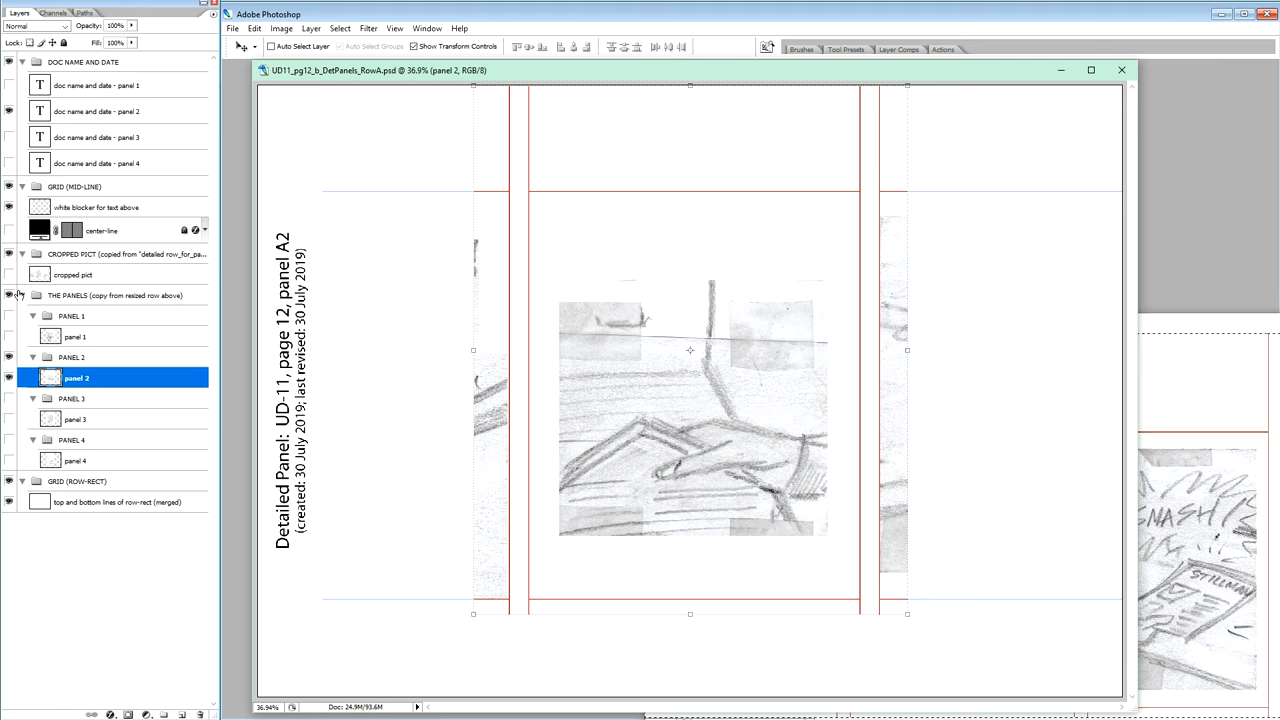 Layers
Channels
Paths
Normal
Opacity: 100%
Lock:
Fill: 100%
DOC NAME AND DATE
doc name and date - panel 1
doc name and date - panel 2
doc name and date - panel 3
doc name and date - panel 4
GRID (MID-LINE)
white blocker for text above
center-line
CROPPED PICT (copied from "detailed row_for_pa...
cropped pict
THE PANELS (copy from resized row above)
PANEL 1
panel 1
PANEL 2
panel 2
PANEL 3
panel 3
PANEL 4
panel 4
GRID (ROW-RECT)
top and bottom lines of row-rect (merged)
Adobe Photoshop
File Edit Image Layer Select Filter View Window Help
Auto Select Layer
Auto Select Groups
Show Transform Controls
Brushes
Tool Presets
Layer Comps
Actions
UD11_pg12_b_DetPanels_RowA.psd @ 36.9% (panel 2, RGB/8)
Detailed Panel: UD-11, page 12, panel A2
(created: 30 July 2019; last revised: 30 July 2019)
SMASH
STILLMAN
36.94%
Doc: 24.9M/93.6M